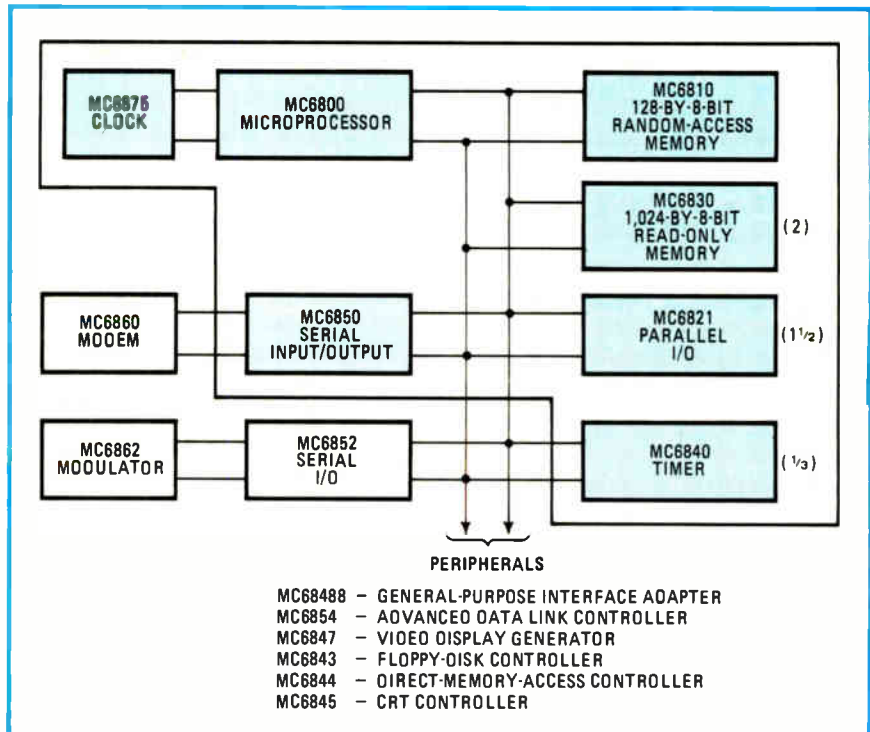 MC6875
CLOCK
MC6800
MICROPROCESSOR
MC6810
128-BY-8-BIT
RANDOM-ACCESS
MEMORY
MC6830
1,024-BY-8-BIT
READ-ONLY
MEMORY
(2)
MC6860
MODEM
MC6850
SERIAL
INPUT/OUTPUT
MC6821
PARALLEL
I/O
(1 1/2)
MC6862
MODULATOR
MC6852
SERIAL
I/O
MC6840
TIMER
(1/3)
PERIPHERALS
MC68488 – GENERAL-PURPOSE INTERFACE ADAPTER
MC6854 – ADVANCED DATA LINK CONTROLLER
MC6847 – VIDEO DISPLAY GENERATOR
MC6843 – FLOPPY-DISK CONTROLLER
MC6844 – DIRECT-MEMORY-ACCESS CONTROLLER
MC6845 – CRT CONTROLLER